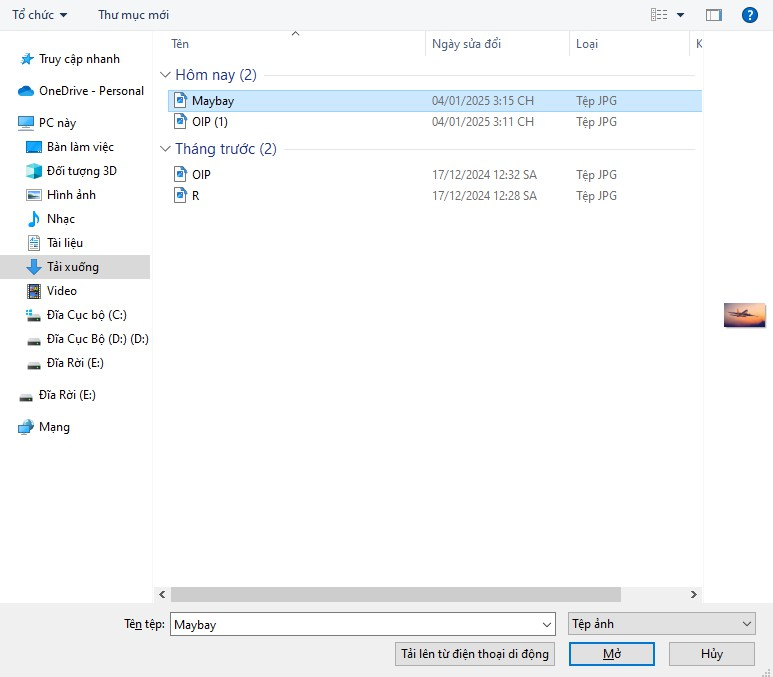 Tổ chức Thư mục mới
Tên Ngày sửa đổi Loại K
Truy cập nhanh
OneDrive - Personal
PC này
Bàn làm việc
Đối tượng 3D
Hình ảnh
Nhạc
Tài liệu
Tải xuống
Video
Đĩa Cục bộ (C:)
Đĩa Cục Bộ (D:) (D:)
Đĩa Rời (E:)
Đĩa Rời (E:)
Mạng
Hôm nay (2)
Maybay 04/01/2025 3:15 CH Tệp JPG
OIP (1) 04/01/2025 3:11 CH Tệp JPG
Tháng trước (2)
OIP 17/12/2024 12:32 SA Tệp JPG
R 17/12/2024 12:28 SA Tệp JPG
Tên tệp: Maybay Tệp ảnh
Tải lên từ điện thoại di động Mở Hủy